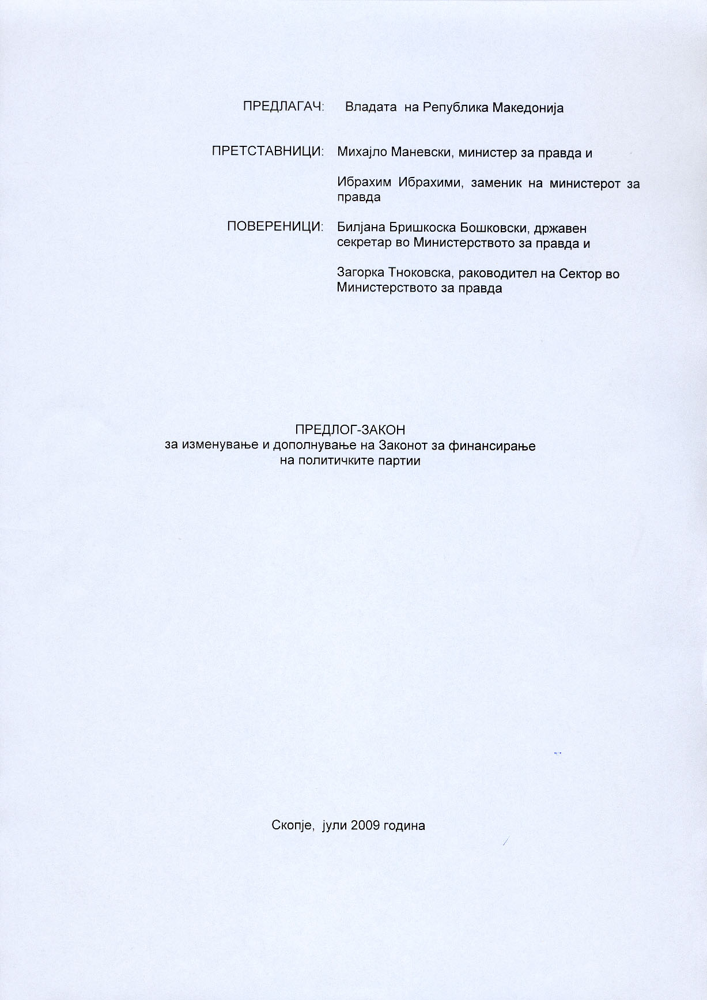 ПРЕДЛАГАЧ: Владата на Република Македонија
ПРЕТСТАВНИЦИ: Михајло Маневски, министер за правда и
Ибрахим Ибрахими, заменик на министерот за
правда
ПОВЕРЕНИЦИ: Билјана Бришкоска Бошковски, државен
секретар во Министерството за правда и
Загорка Тноковска, раководител на Сектор во
Министерството за правда
ПРЕДЛОГ-ЗАКОН
за изменување и дополнување на Законот за финансирање
на политичките партии
Скопје, јули 2009 година